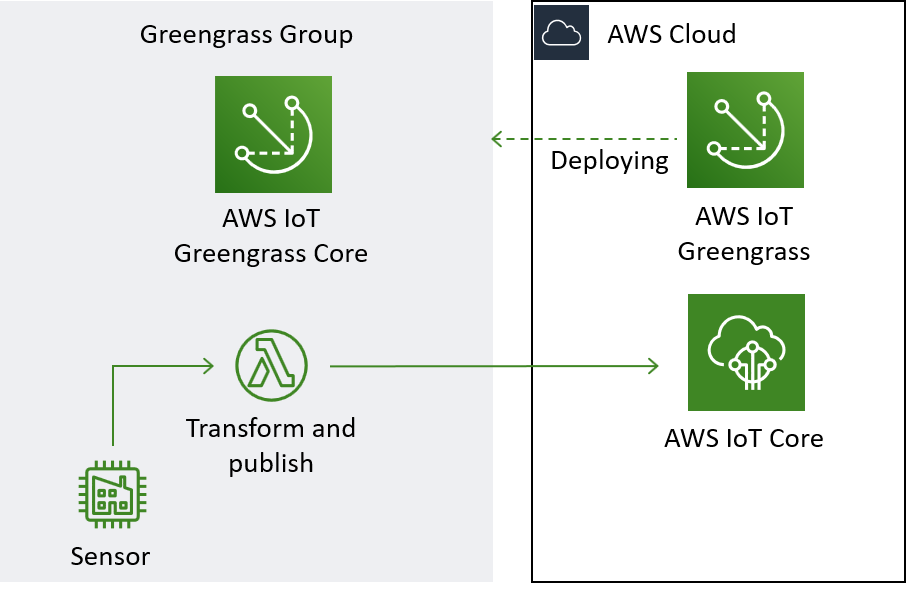 Greengrass Group
AWS Cloud
AWS IoT
Greengrass Core
Deploying
AWS IoT
Greengrass
Transform and
publish
AWS IoT Core
Sensor